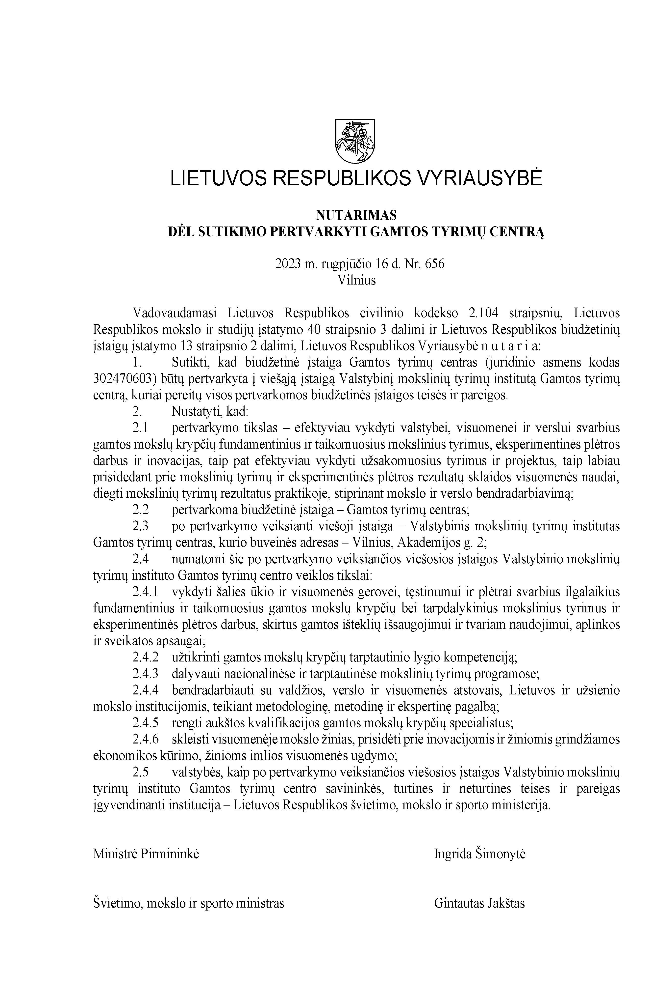 LIETUVOS RESPUBLIKOS VYRIAUSYBĖ
NUTARIMAS
DĖL SUTIKIMO PERTVARKYTI GAMTOS TYRIMŲ CENTRĄ
2023 m. rugpjūčio 16 d. Nr. 656
Vilnius
Vadovaudamasi Lietuvos Respublikos civilinio kodekso 2.104 straipsniu, Lietuvos
Respublikos mokslo ir studijų įstatymo 40 straipsnio 3 dalimi ir Lietuvos Respublikos biudžetinių
įstaigų įstatymo 13 straipsnio 2 dalimi, Lietuvos Respublikos Vyriausybė n u t a r i a:
1. Sutikti, kad biudžetinė įstaiga Gamtos tyrimų centras (juridinio asmens kodas
302470603) būtų pertvarkyta į viešąją įstaigą Valstybinį mokslinių tyrimų institutą Gamtos tyrimų
centrą, kuriai pereitų visos pertvarkomos biudžetinės įstaigos teisės ir pareigos.
2. Nustatyti, kad:
2.1 pertvarkymo tikslas – efektyviau vykdyti valstybei, visuomenei ir verslui svarbius
gamtos mokslų krypčių fundamentinius ir taikomuosius mokslinius tyrimus, eksperimentinės plėtros
darbus ir inovacijas, taip pat efektyviau vykdyti užsakomuosius tyrimus ir projektus, taip labiau
prisidedant prie mokslinių tyrimų ir eksperimentinės plėtros rezultatų sklaidos visuomenės naudai,
diegti mokslinių tyrimų rezultatus praktikoje, stiprinant mokslo ir verslo bendradarbiavimą;
2.2 pertvarkoma biudžetinė įstaiga – Gamtos tyrimų centras;
2.3 po pertvarkymo veiksianti viešoji įstaiga – Valstybinis mokslinių tyrimų institutas
Gamtos tyrimų centras, kurio buveinės adresas – Vilnius, Akademijos g. 2;
2.4 numatomi šie po pertvarkymo veiksiančios viešosios įstaigos Valstybinio mokslinių
tyrimų instituto Gamtos tyrimų centro veiklos tikslai:
2.4.1 vykdyti šalies ūkio ir visuomenės gerovei, tęstinumui ir plėtrai svarbius ilgalaikius
fundamentinius ir taikomuosius gamtos mokslų krypčių bei tarpdalykinius mokslinius tyrimus ir
eksperimentinės plėtros darbus, skirtus gamtos išteklių išsaugojimui ir tvariam naudojimui, aplinkos
ir sveikatos apsaugai;
2.4.2 užtikrinti gamtos mokslų krypčių tarptautinio lygio kompetenciją;
2.4.3 dalyvauti nacionalinėse ir tarptautinėse mokslinių tyrimų programose;
2.4.4 bendradarbiauti su valdžios, verslo ir visuomenės atstovais, Lietuvos ir užsienio
mokslo institucijomis, teikiant metodologinę, metodinę ir ekspertinę pagalbą;
2.4.5 rengti aukštos kvalifikacijos gamtos mokslų krypčių specialistus;
2.4.6 skleisti visuomenėje mokslo žinias, prisidėti prie inovacijomis ir žiniomis grindžiamos
ekonomikos kūrimo, žinioms imlios visuomenės ugdymo;
2.5 valstybės, kaip po pertvarkymo veiksiančios viešosios įstaigos Valstybinio mokslinių
tyrimų instituto Gamtos tyrimų centro savininkės, turtines ir neturtines teises ir pareigas
įgyvendinanti institucija – Lietuvos Respublikos švietimo, mokslo ir sporto ministerija.
Ministrė Pirmininkė Ingrida Šimonytė
Švietimo, mokslo ir sporto ministras Gintautas Jakštas